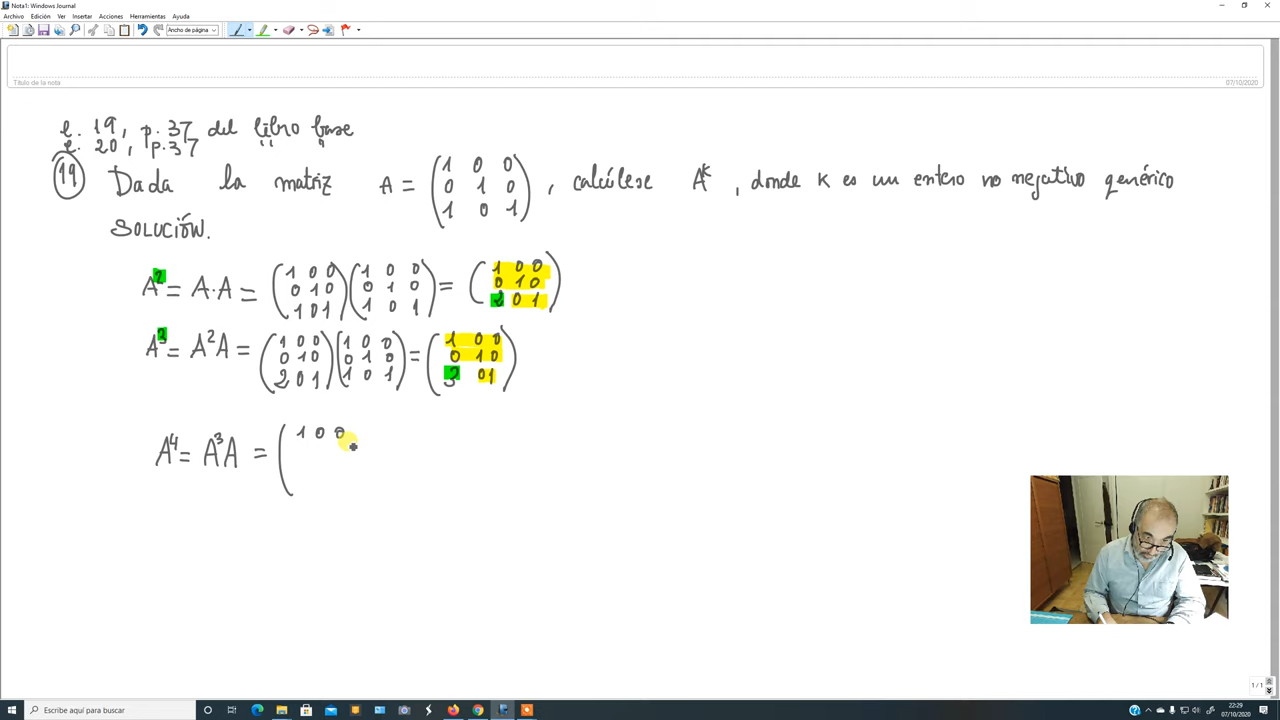 Nota1: Windows Journal
Archivo Edición Ver Insertar Acciones Herramientas Ayuda
Ancho de página
Título de la nota
07/10/2020
e. 19, p. 37 del libro base
e. 20, p. 37 " "
19 Dada la matriz A = (1 0 0 , calcúlese A^k, donde k es un entero no negativo genérico
0 1 0
1 0 1)
SOLUCIÓN.
A^2 = A·A = (1 0 0 (1 0 0 = (1 0 0
0 1 0 0 1 0 0 1 0
1 0 1) 1 0 1) 2 0 1)
A^3 = A^2 A = (1 0 0 (1 0 0 = (1 0 0
0 1 0 0 1 0 0 1 0
2 0 1) 1 0 1) 3 0 1)
A^4 = A^3 A = (1 0 0
1 / 1
Escribe aquí para buscar
22:29
07/10/2020